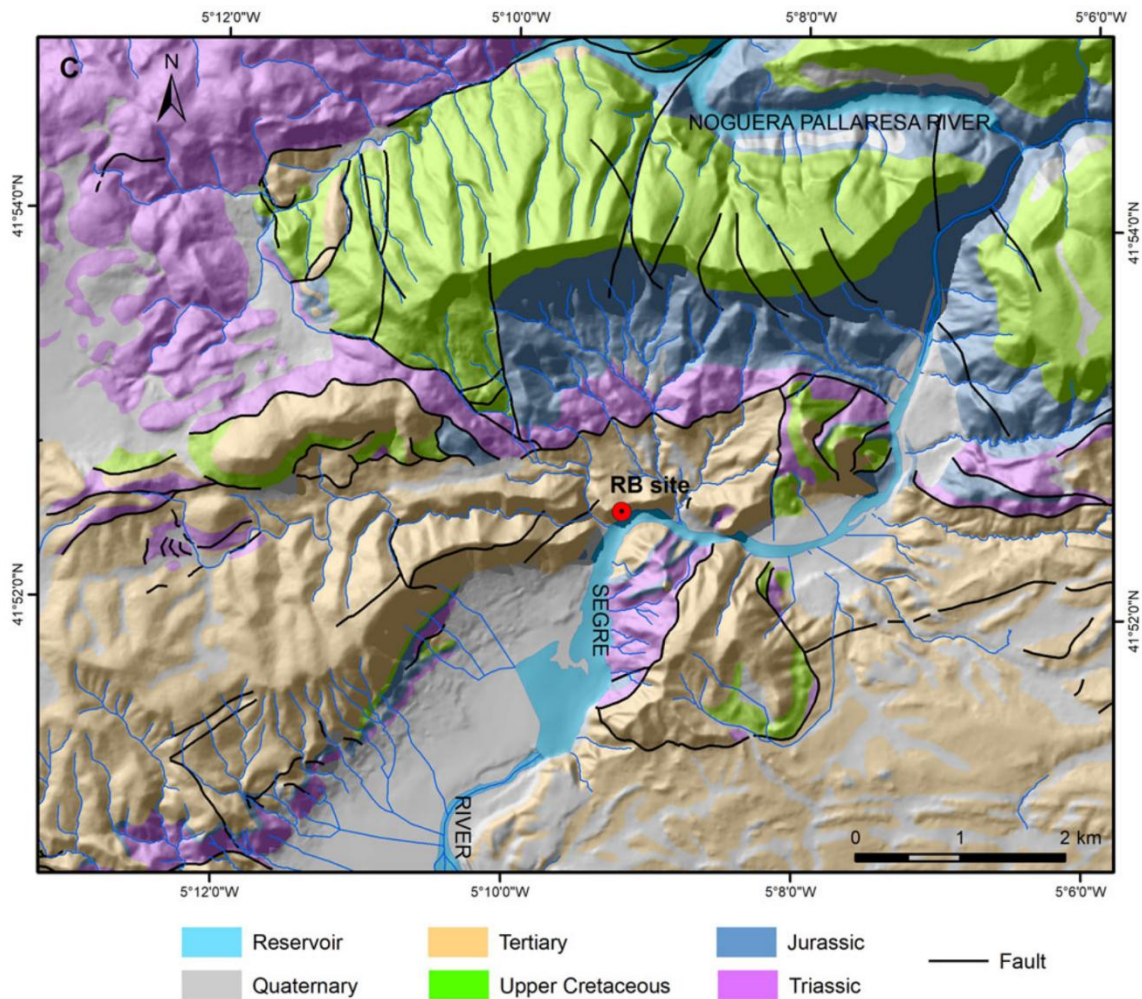 5°12'0"W 5°10'0"W 5°8'0"W 5°6'0"W
C
N
NOGUERA PALLARESA RIVER
41°54'0"N
41°54'0"N
RB site
41°52'0"N
41°52'0"N
SEGRE
RIVER
0 1 2 km
5°12'0"W 5°10'0"W 5°8'0"W 5°6'0"W
Reservoir Tertiary Jurassic
Fault
Quaternary Upper Cretaceous Triassic